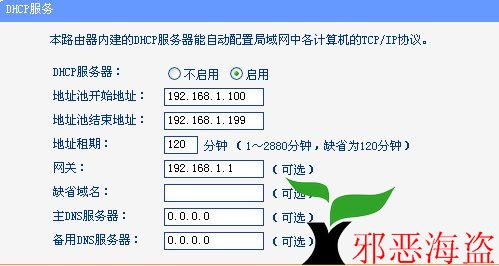 DHCP服务
本路由器内建的DHCP服务器能自动配置局域网中各计算机的TCP/IP协议。
DHCP服务器： 不启用 启用
地址池开始地址： 192.168.1.100
地址池结束地址： 192.168.1.199
地址租期： 120 分钟 （1～2880分钟，缺省为120分钟）
网关： 192.168.1.1 （可选）
缺省域名： （可选）
主DNS服务器： 0.0.0.0 （可选）
备用DNS服务器： 0.0.0.0 （可选）
邪恶海盗